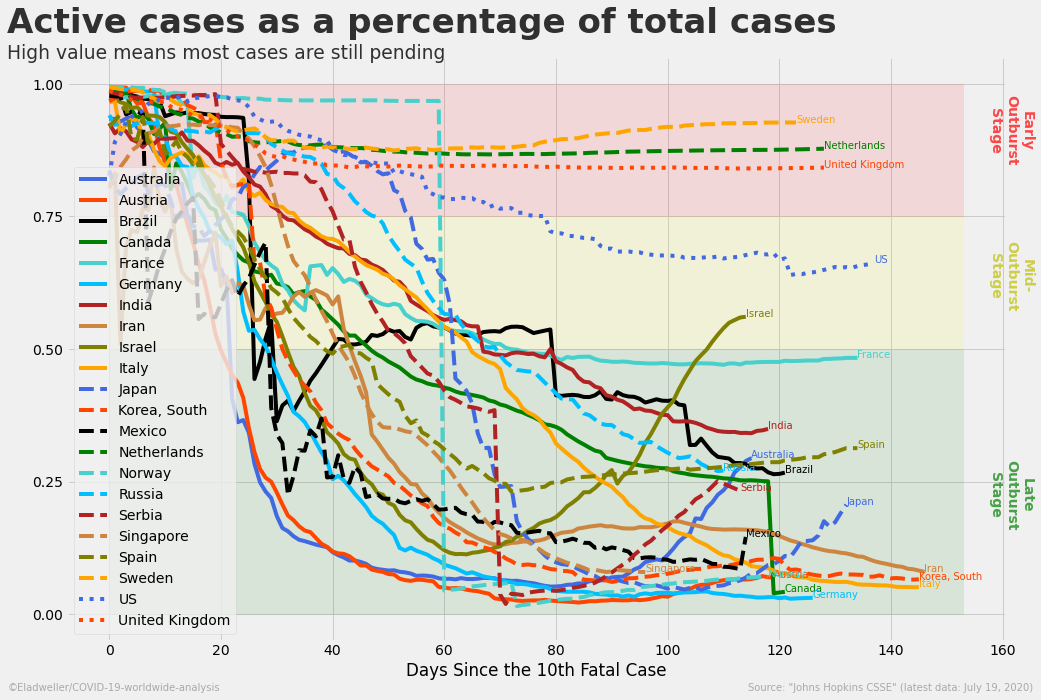 Active cases as a percentage of total cases
High value means most cases are still pending
1.00
0.75
0.50
0.25
0.00
Early
Outburst
Stage
Mid-
Outburst
Stage
Late
Outburst
Stage
Sweden
Netherlands
United Kingdom
US
Israel
France
India
Spain
Australia
Russia
Brazil
Serbia
Japan
Mexico
Singapore
Iran
Austria
Korea, South
Italy
Canada
Germany
Australia
Austria
Brazil
Canada
France
Germany
India
Iran
Israel
Italy
Japan
Korea, South
Mexico
Netherlands
Norway
Russia
Serbia
Singapore
Spain
Sweden
US
United Kingdom
0 20 40 60 80 100 120 140 160
Days Since the 10th Fatal Case
©Eladweller/COVID-19-worldwide-analysis
Source: "Johns Hopkins CSSE" (latest data: July 19, 2020)